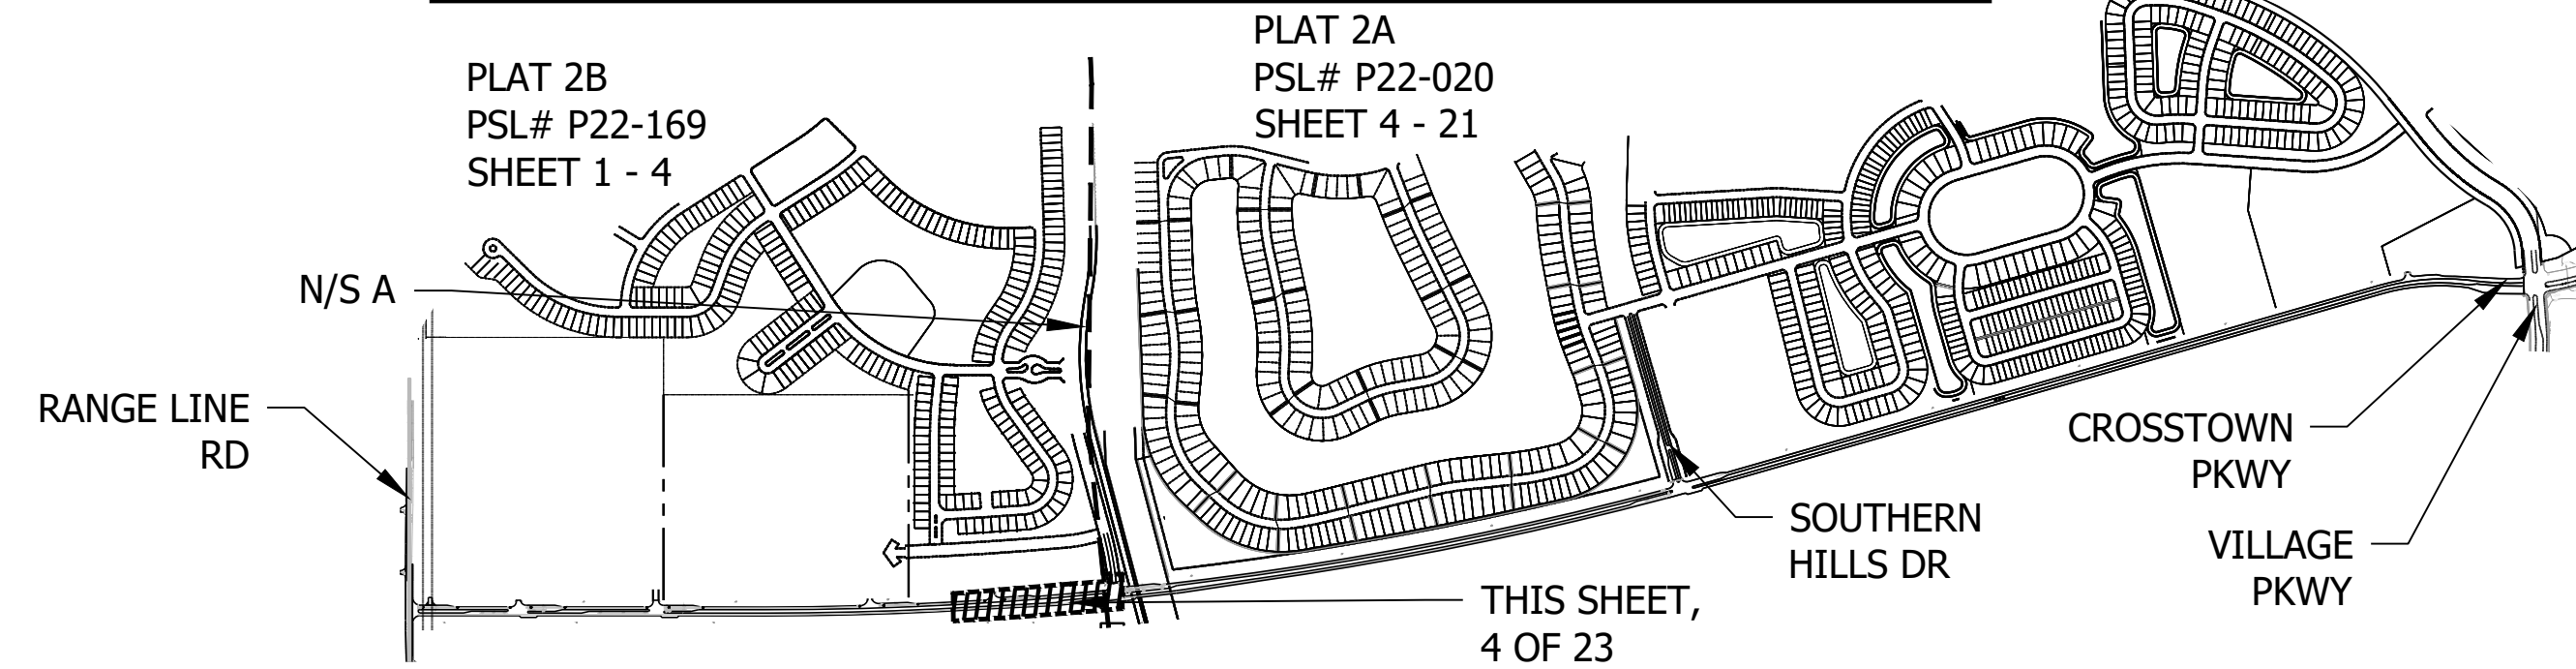 PLAT 2B
PSL# P22-169
SHEET 1 - 4
PLAT 2A
PSL# P22-020
SHEET 4 - 21
N/S A
RANGE LINE
RD
CROSSTOWN
PKWY
SOUTHERN
HILLS DR
VILLAGE
PKWY
THIS SHEET,
4 OF 23